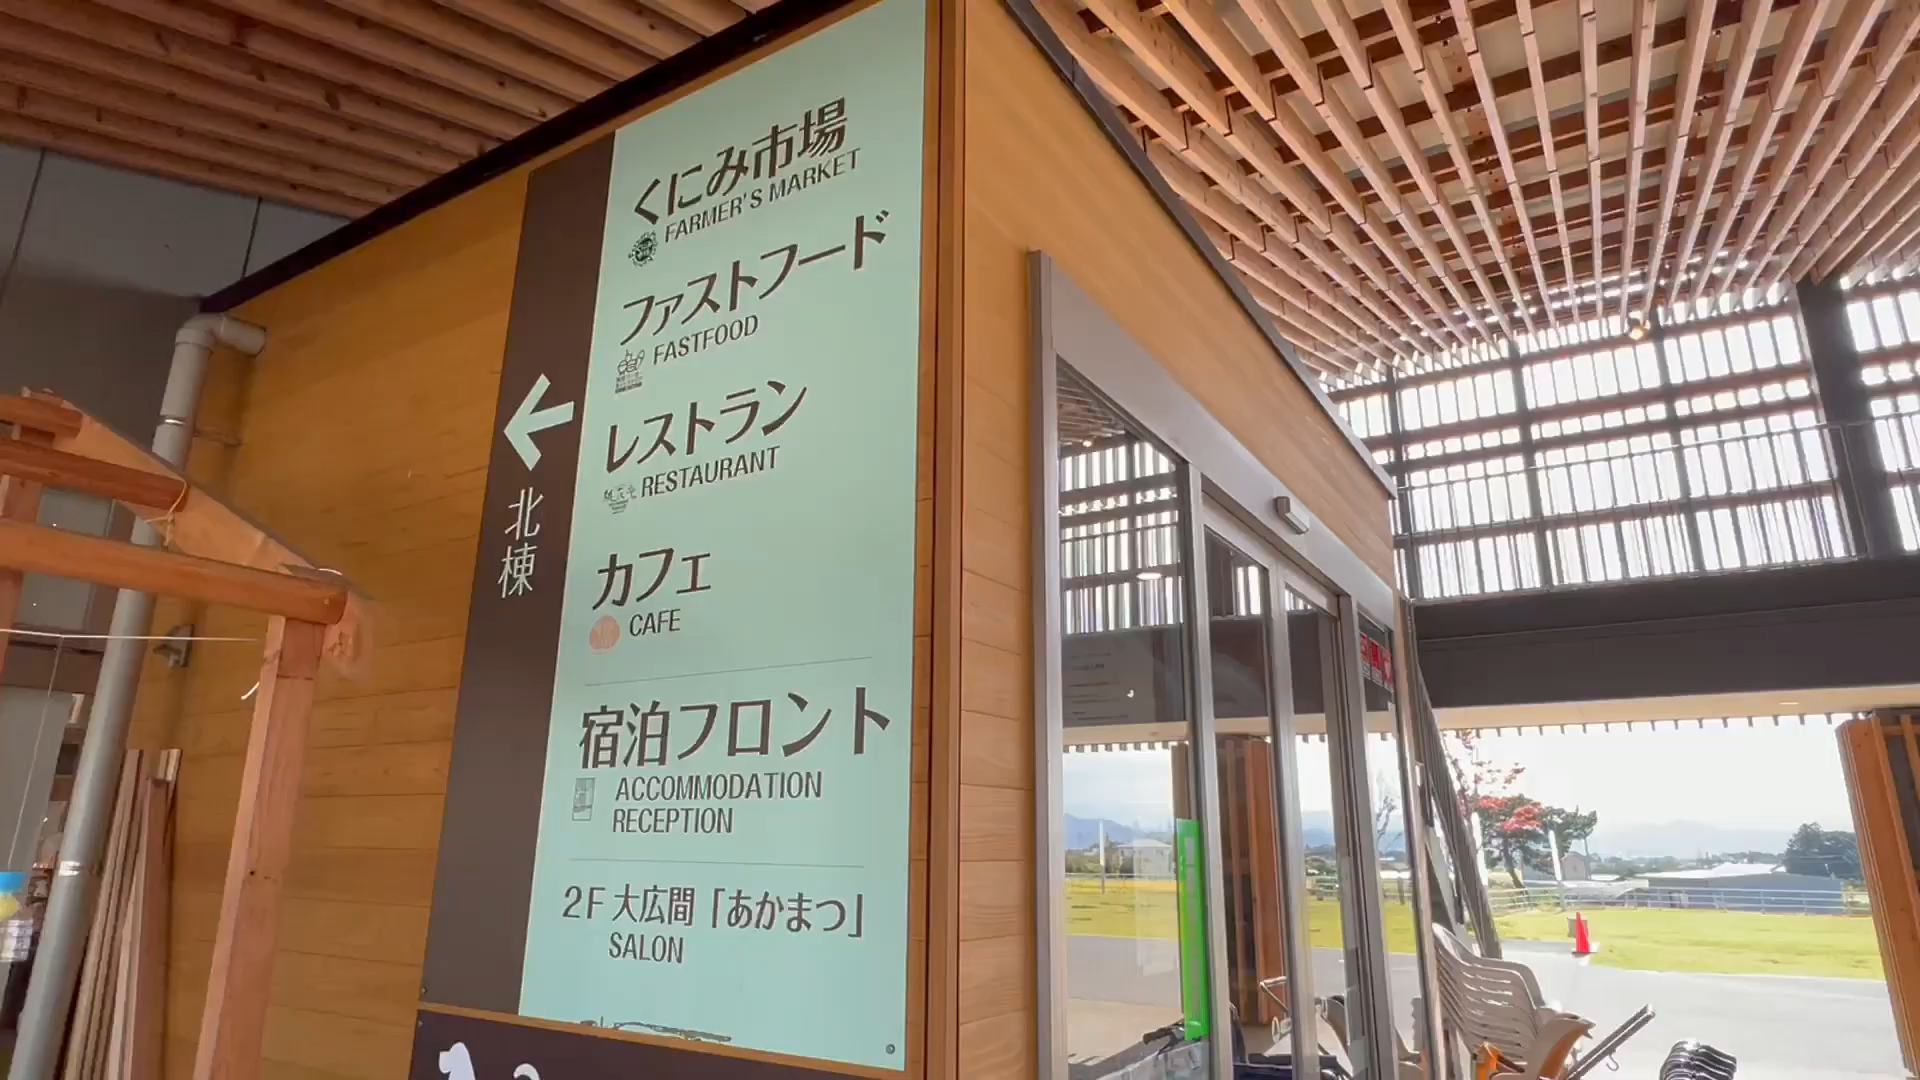 くにみ市場
FARMER'S MARKET
ファストフード
FASTFOOD
レストラン
RESTAURANT
カフェ
CAFE
宿泊フロント
ACCOMMODATION
RECEPTION
2F 大広間「あかまつ」
SALON
北棟